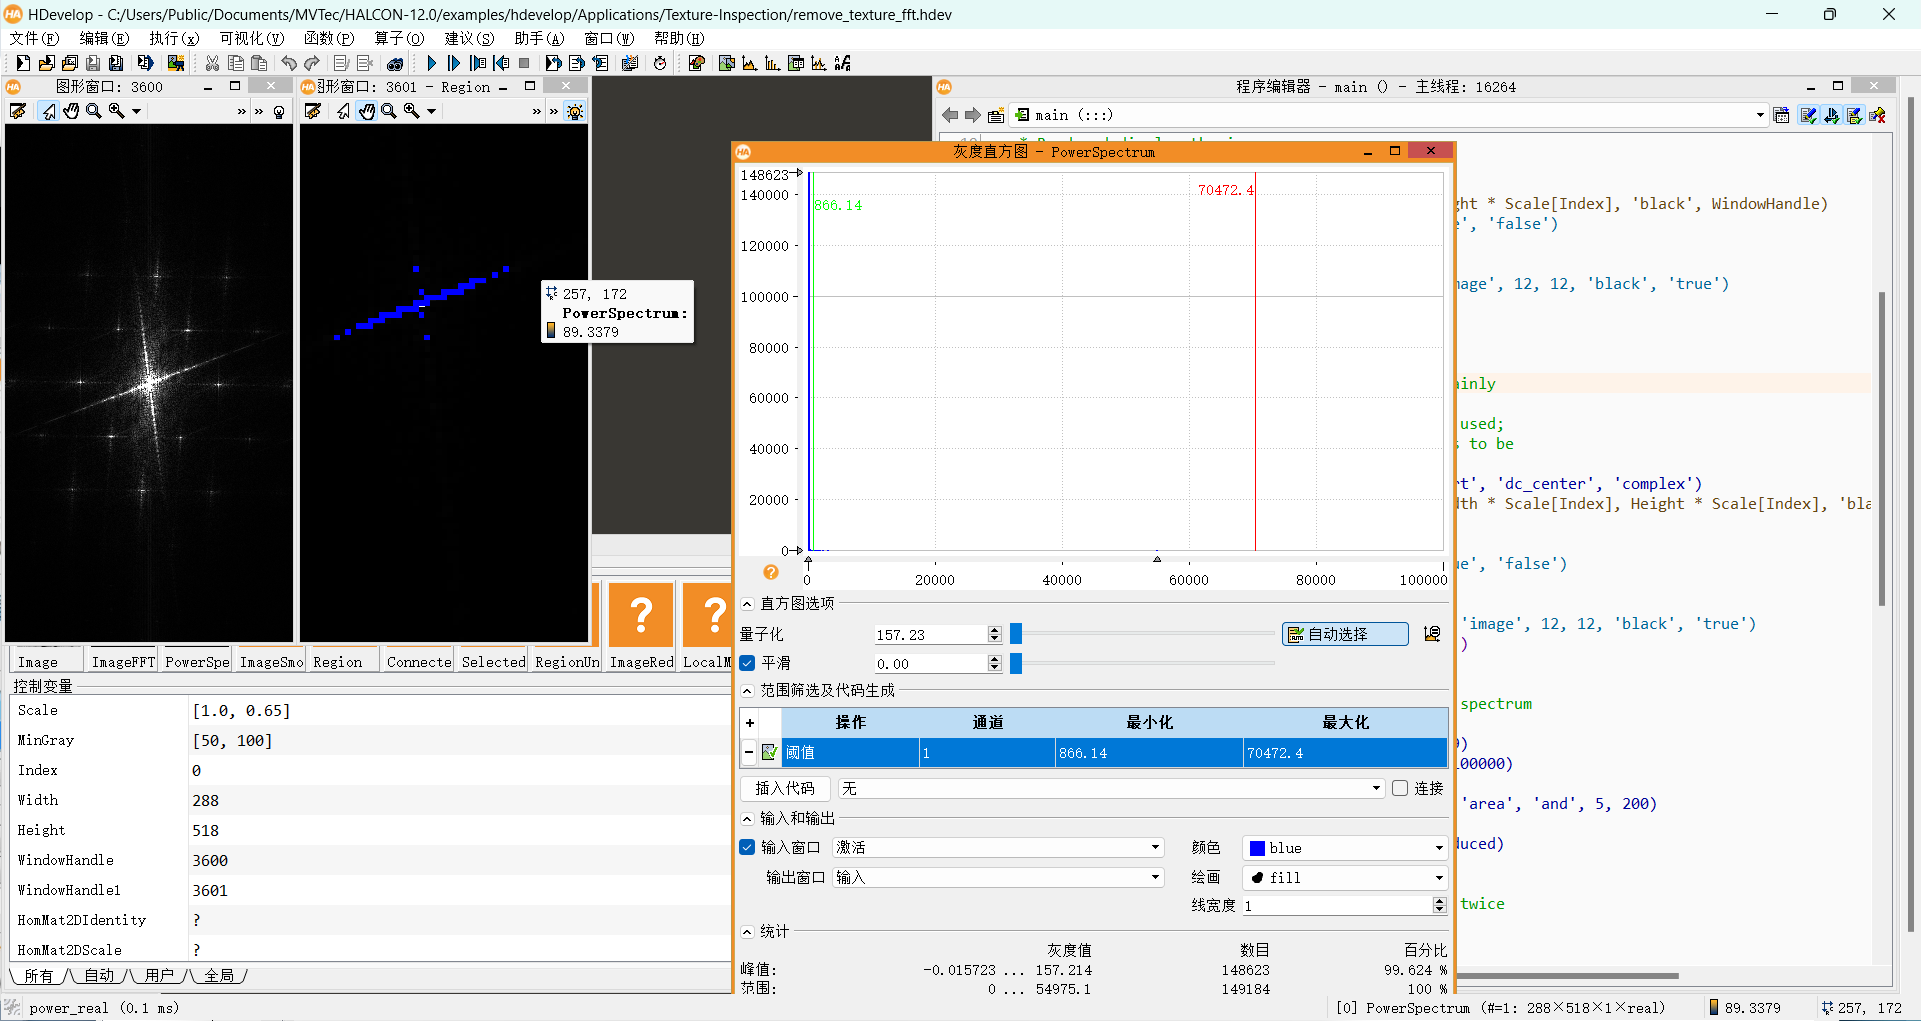 HDevelop - C:/Users/Public/Documents/MVTec/HALCON-12.0/examples/hdevelop/Applications/Texture-Inspection/remove_texture_fft.hdev
文件(F) 编辑(E) 执行(x) 可视化(V) 函数(P) 算子(O) 建议(S) 助手(A) 窗口(W) 帮助(H)
图形窗口: 3600
图形窗口: 3601 - Region
程序编辑器 - main () - 主线程: 16264
main (:::)
灰度直方图 - PowerSpectrum
148623
140000
120000
100000
80000
60000
40000
20000
0
866.14
70472.4
0 20000 40000 60000 80000 100000
257, 172
PowerSpectrum:
89.3379
ght * Scale[Index], 'black', WindowHandle)
', 'false')
mage', 12, 12, 'black', 'true')
ainly
used;
s to be
rt', 'dc_center', 'complex')
dth * Scale[Index], Height * Scale[Index], 'bla
ue', 'false')
'image', 12, 12, 'black', 'true')
)
spectrum
)
100000)
'area', 'and', 5, 200)
duced)
twice
直方图选项
量子化 157.23 自动选择
平滑 0.00
范围筛选及代码生成
+ 操作 通道 最小化 最大化
- 阈值 1 866.14 70472.4
插入代码 无 连接
输入和输出
输入窗口 激活 颜色 blue
输出窗口 输入 绘画 fill
线宽度 1
统计
灰度值 数目 百分比
峰值: -0.015723 ... 157.214 148623 99.624 %
范围: 0 ... 54975.1 149184 100 %
? ?
Image ImageFFT PowerSpe ImageSmo Region Connecte Selected RegionUn ImageRed LocalM
控制变量
Scale [1.0, 0.65]
MinGray [50, 100]
Index 0
Width 288
Height 518
WindowHandle 3600
WindowHandle1 3601
HomMat2DIdentity ?
HomMat2DScale ?
所有 自动 用户 全局
power_real (0.1 ms)
[0] PowerSpectrum (#=1: 288×518×1×real) 89.3379 257, 172